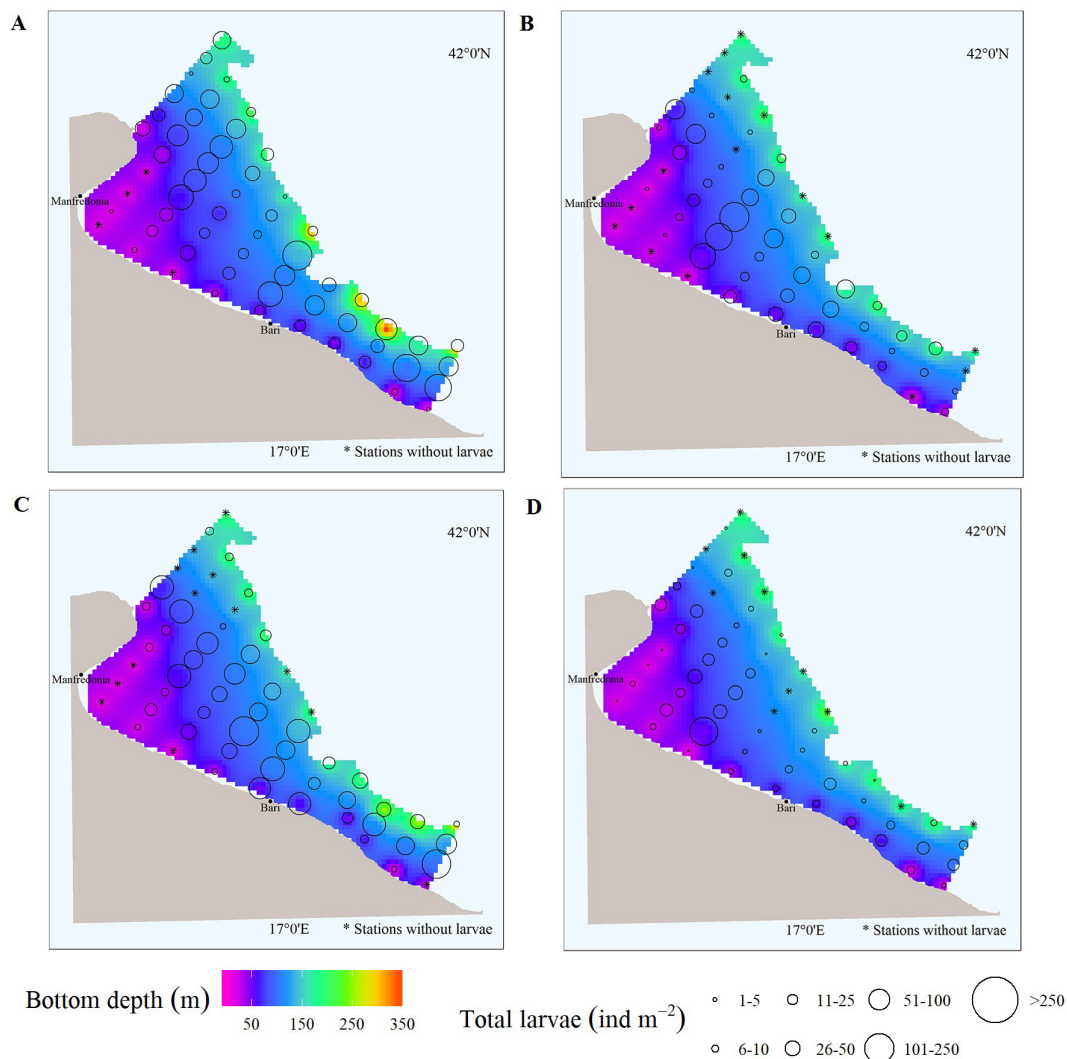 A
42°0'N
Manfredonia
Bari
17°0'E
* Stations without larvae
B
42°0'N
Manfredonia
Bari
17°0'E
* Stations without larvae
C
42°0'N
Manfredonia
Bari
17°0'E
* Stations without larvae
D
42°0'N
Manfredonia
Bari
17°0'E
* Stations without larvae
Bottom depth (m)
50 150 250 350
Total larvae (ind m⁻²)
1-5 11-25 51-100 >250
6-10 26-50 101-250